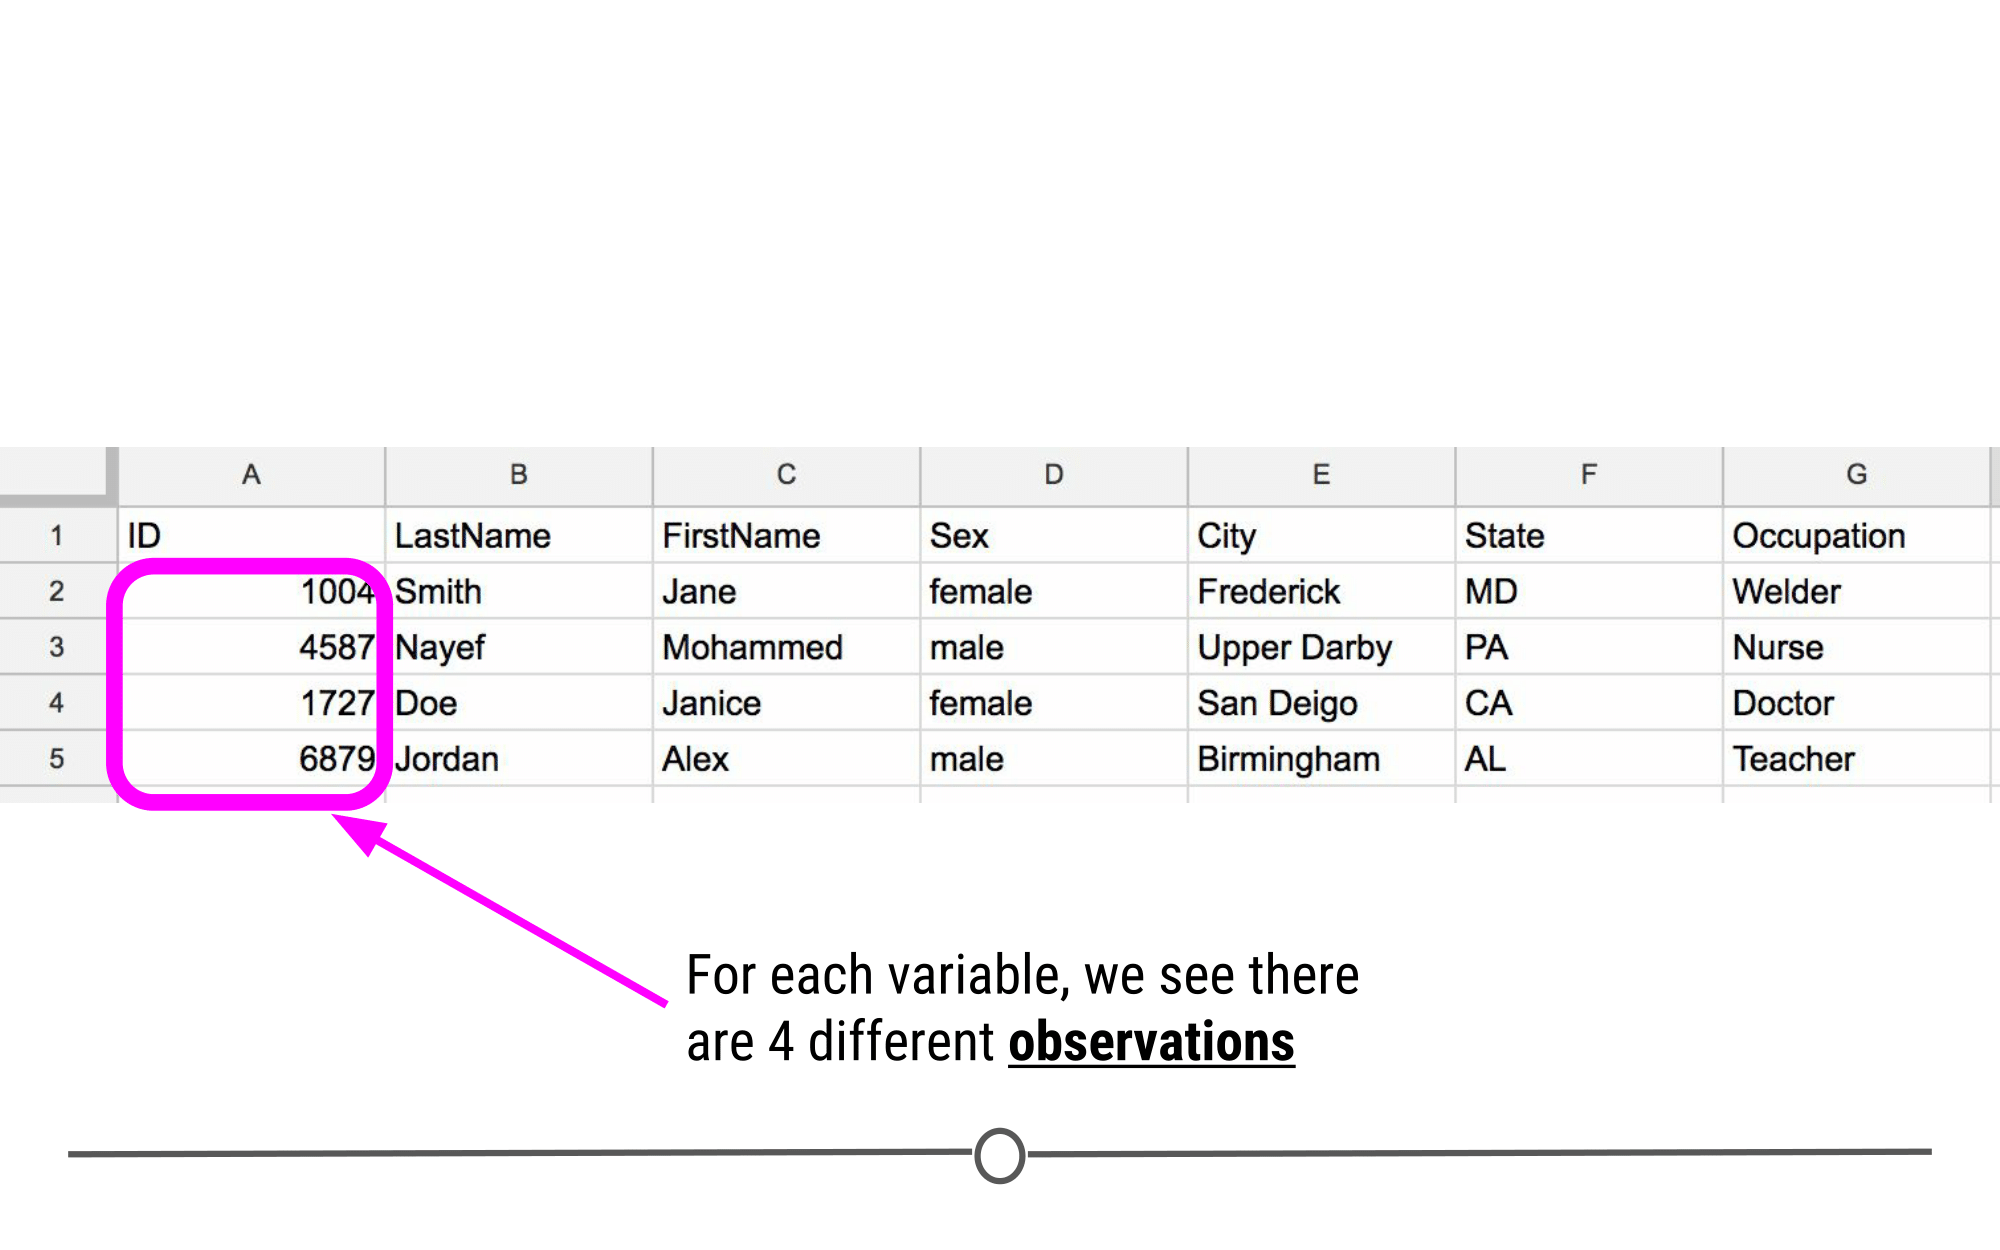 A B C D E F G
1 ID LastName FirstName Sex City State Occupation
2 1004 Smith Jane female Frederick MD Welder
3 4587 Nayef Mohammed male Upper Darby PA Nurse
4 1727 Doe Janice female San Deigo CA Doctor
5 6879 Jordan Alex male Birmingham AL Teacher
For each variable, we see there
are 4 different observations